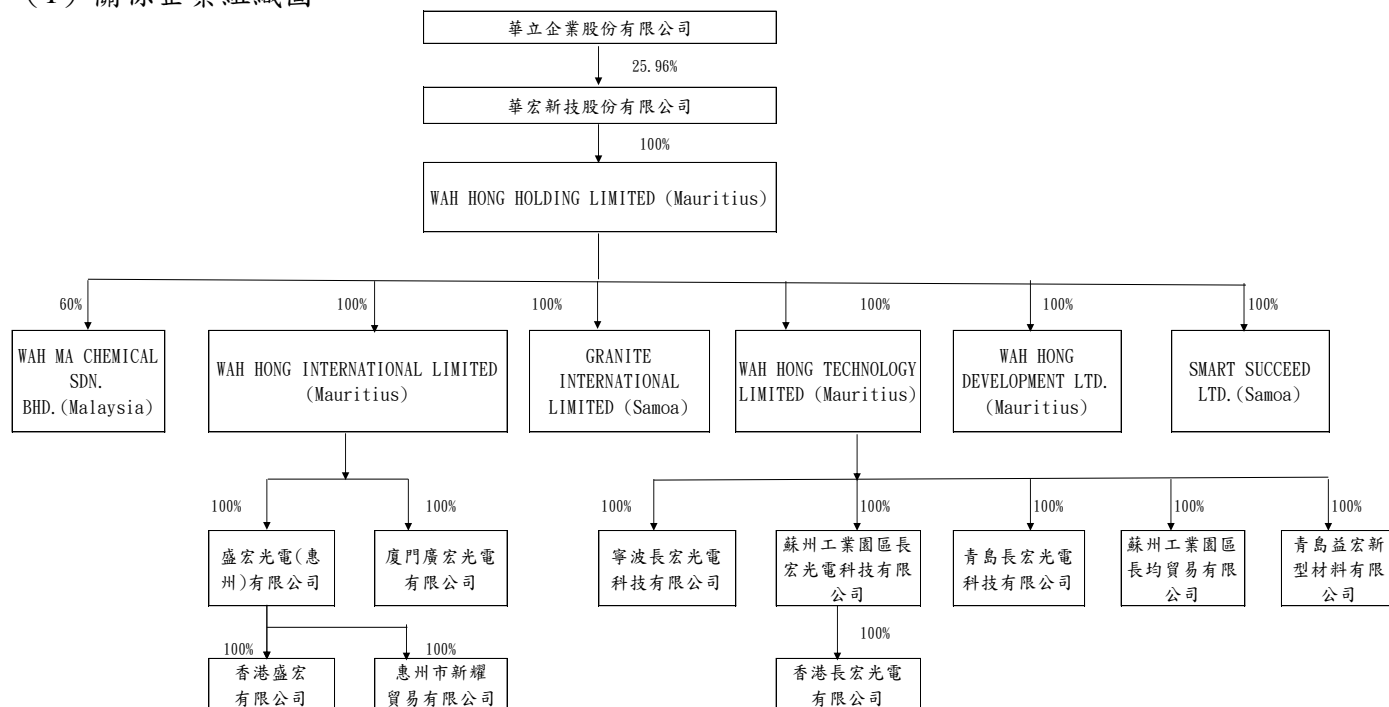 (1) 關係企業組織圖
華立企業股份有限公司
25.96%
華宏新技股份有限公司
100%
WAH HONG HOLDING LIMITED (Mauritius)
60%
100%
100%
100%
100%
100%
WAH MA CHEMICAL
SDN.
BHD.(Malaysia)
WAH HONG INTERNATIONAL LIMITED
(Mauritius)
GRANITE
INTERNATIONAL
LIMITED (Samoa)
WAH HONG TECHNOLOGY
LIMITED (Mauritius)
WAH HONG
DEVELOPMENT LTD.
(Mauritius)
SMART SUCCEED
LTD.(Samoa)
100%
100%
100%
100%
100%
100%
100%
盛宏光電(惠
州)有限公司
廈門廣宏光電
有限公司
寧波長宏光電
科技有限公司
蘇州工業園區長
宏光電科技有限
公司
青島長宏光電
科技有限公司
蘇州工業園區
長均貿易有限
公司
青島益宏新
型材料有限
公司
100%
100%
100%
香港盛宏
有限公司
惠州市新耀
貿易有限公司
香港長宏光電
有限公司